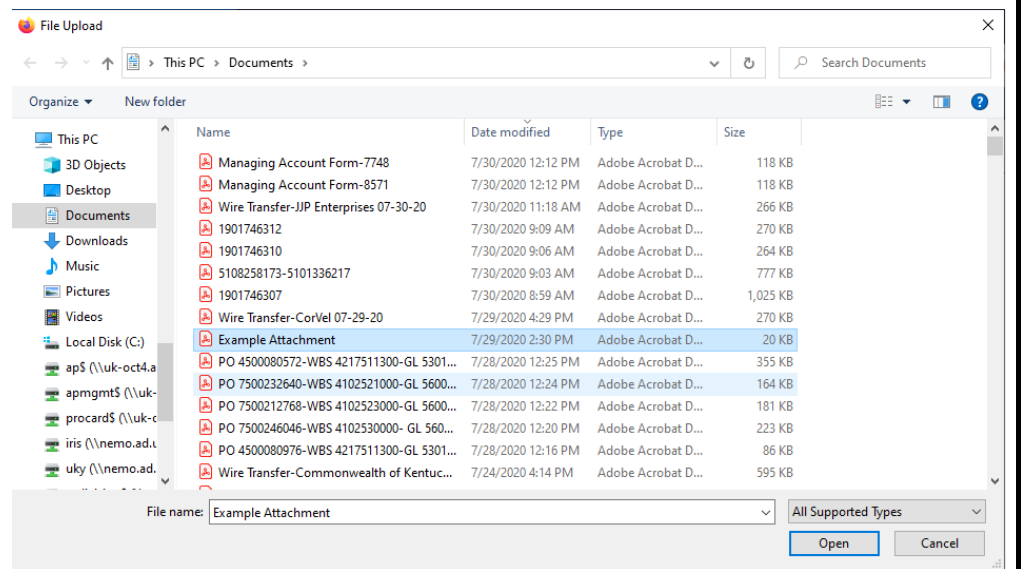 File Upload
This PC > Documents >
Search Documents
Organize
New folder
Name Date modified Type Size
This PC
3D Objects
Desktop
Documents
Downloads
Music
Pictures
Videos
Local Disk (C:)
ap$ (\\uk-oct4.a
apmgmt$ (\\uk-
procard$ (\\uk-c
iris (\\nemo.ad.u
uky (\\nemo.ad.
Managing Account Form-7748 7/30/2020 12:12 PM Adobe Acrobat D... 118 KB
Managing Account Form-8571 7/30/2020 12:12 PM Adobe Acrobat D... 118 KB
Wire Transfer-JJP Enterprises 07-30-20 7/30/2020 11:18 AM Adobe Acrobat D... 266 KB
1901746312 7/30/2020 9:09 AM Adobe Acrobat D... 270 KB
1901746310 7/30/2020 9:06 AM Adobe Acrobat D... 264 KB
5108258173-5101336217 7/30/2020 9:03 AM Adobe Acrobat D... 777 KB
1901746307 7/30/2020 8:59 AM Adobe Acrobat D... 1,025 KB
Wire Transfer-CorVel 07-29-20 7/29/2020 4:29 PM Adobe Acrobat D... 270 KB
Example Attachment 7/29/2020 2:30 PM Adobe Acrobat D... 20 KB
PO 4500080572-WBS 4217511300-GL 5301... 7/28/2020 12:25 PM Adobe Acrobat D... 355 KB
PO 7500232640-WBS 4102521000-GL 5600... 7/28/2020 12:24 PM Adobe Acrobat D... 164 KB
PO 7500212768-WBS 4102523000-GL 5600... 7/28/2020 12:22 PM Adobe Acrobat D... 181 KB
PO 7500246046-WBS 4102530000- GL 560... 7/28/2020 12:20 PM Adobe Acrobat D... 223 KB
PO 4500080976-WBS 4217511300-GL 5301... 7/28/2020 12:16 PM Adobe Acrobat D... 86 KB
Wire Transfer-Commonwealth of Kentuc... 7/24/2020 4:14 PM Adobe Acrobat D... 595 KB
File name: Example Attachment
All Supported Types
Open
Cancel